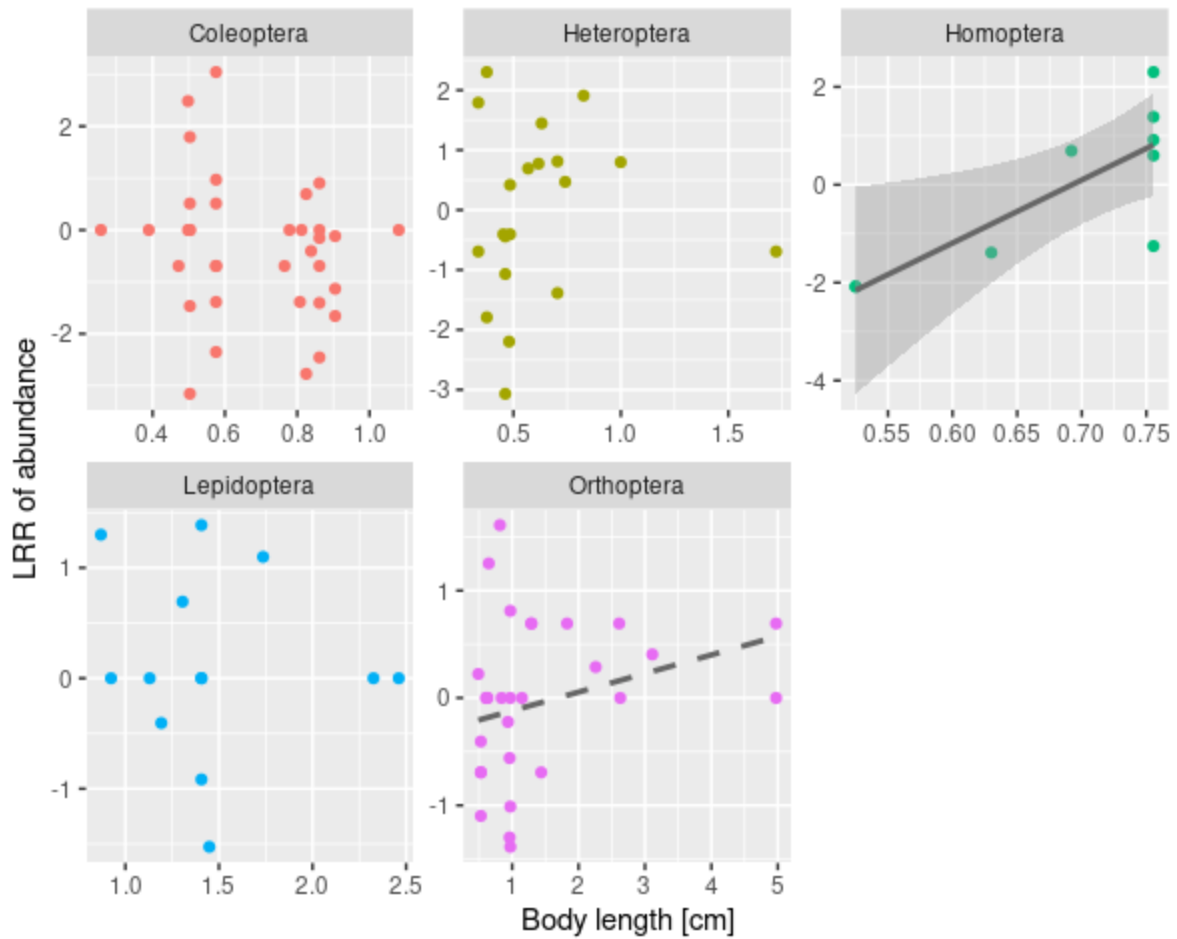 Coleoptera Heteroptera Homoptera
2 0 -2
2 1 0 -1 -2 -3
2 0 -2 -4
0.4 0.6 0.8 1.0
0.5 1.0 1.5
0.55 0.60 0.65 0.70 0.75
LRR of abundance
Lepidoptera Orthoptera
1 0 -1
1 0 -1
1.0 1.5 2.0 2.5
1 2 3 4 5
Body length [cm]